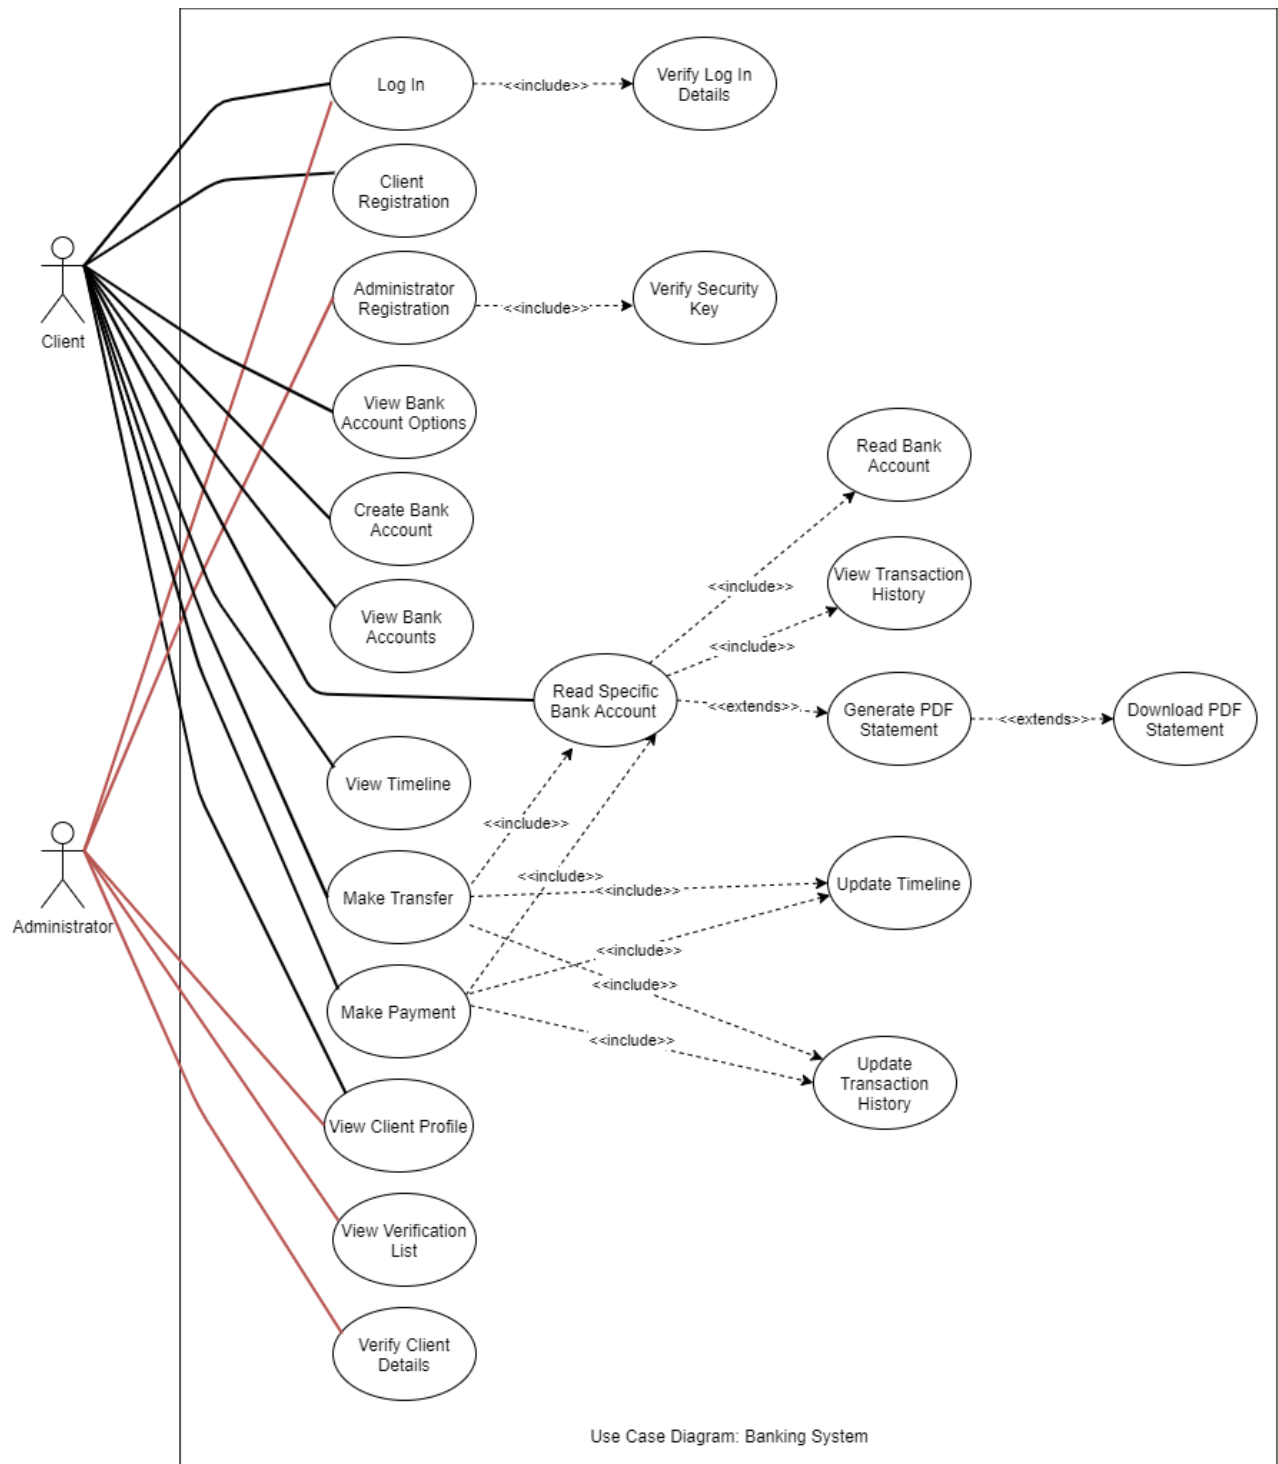 Log In
<<include>>
Verify Log In
Details
Client
Registration
Client
Administrator
Registration
<<include>>
Verify Security
Key
View Bank
Account Options
Create Bank
Account
View Bank
Accounts
Read Bank
Account
<<include>>
View Transaction
History
<<include>>
Read Specific
Bank Account
<<extends>>
Generate PDF
Statement
<<extends>>
Download PDF
Statement
View Timeline
<<include>>
Administrator
Make Transfer
<<include>>
<<include>>
Update Timeline
<<include>>
<<include>>
Make Payment
<<include>>
Update
Transaction
History
View Client Profile
View Verification
List
Verify Client
Details
Use Case Diagram: Banking System